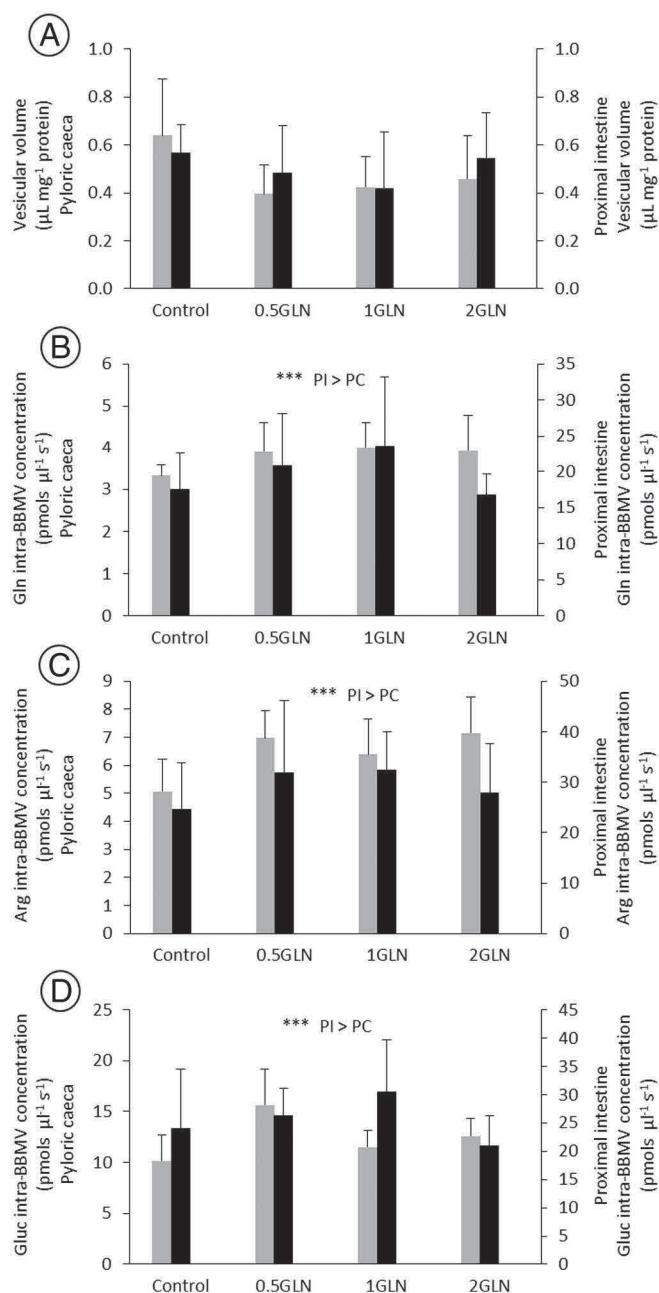 A
Vesicular volume
(µL mg⁻¹ protein)
Pyloric caeca
1.0
0.8
0.6
0.4
0.2
0.0
Control
0.5GLN
1GLN
2GLN
1.0
0.8
0.6
0.4
0.2
0.0
Proximal intestine
Vesicular volume
(µL mg⁻¹ protein)
B
Gln intra-BBMV concentration
(pmols µl⁻¹ s⁻¹)
Pyloric caeca
6
5
4
3
2
1
0
*** PI > PC
Control
0.5GLN
1GLN
2GLN
35
30
25
20
15
10
5
0
Proximal intestine
Gln intra-BBMV concentration
(pmols µl⁻¹ s⁻¹)
C
Arg intra-BBMV concentration
(pmols µl⁻¹ s⁻¹)
Pyloric caeca
9
8
7
6
5
4
3
2
1
0
*** PI > PC
Control
0.5GLN
1GLN
2GLN
50
40
30
20
10
0
Proximal intestine
Arg intra-BBMV concentration
(pmols µl⁻¹ s⁻¹)
D
Gluc intra-BBMV concentration
(pmols µl⁻¹ s⁻¹)
Pyloric caeca
25
20
15
10
5
0
*** PI > PC
Control
0.5GLN
1GLN
2GLN
45
40
35
30
25
20
15
10
5
0
Proximal intestine
Gluc intra-BBMV concentration
(pmols µl⁻¹ s⁻¹)